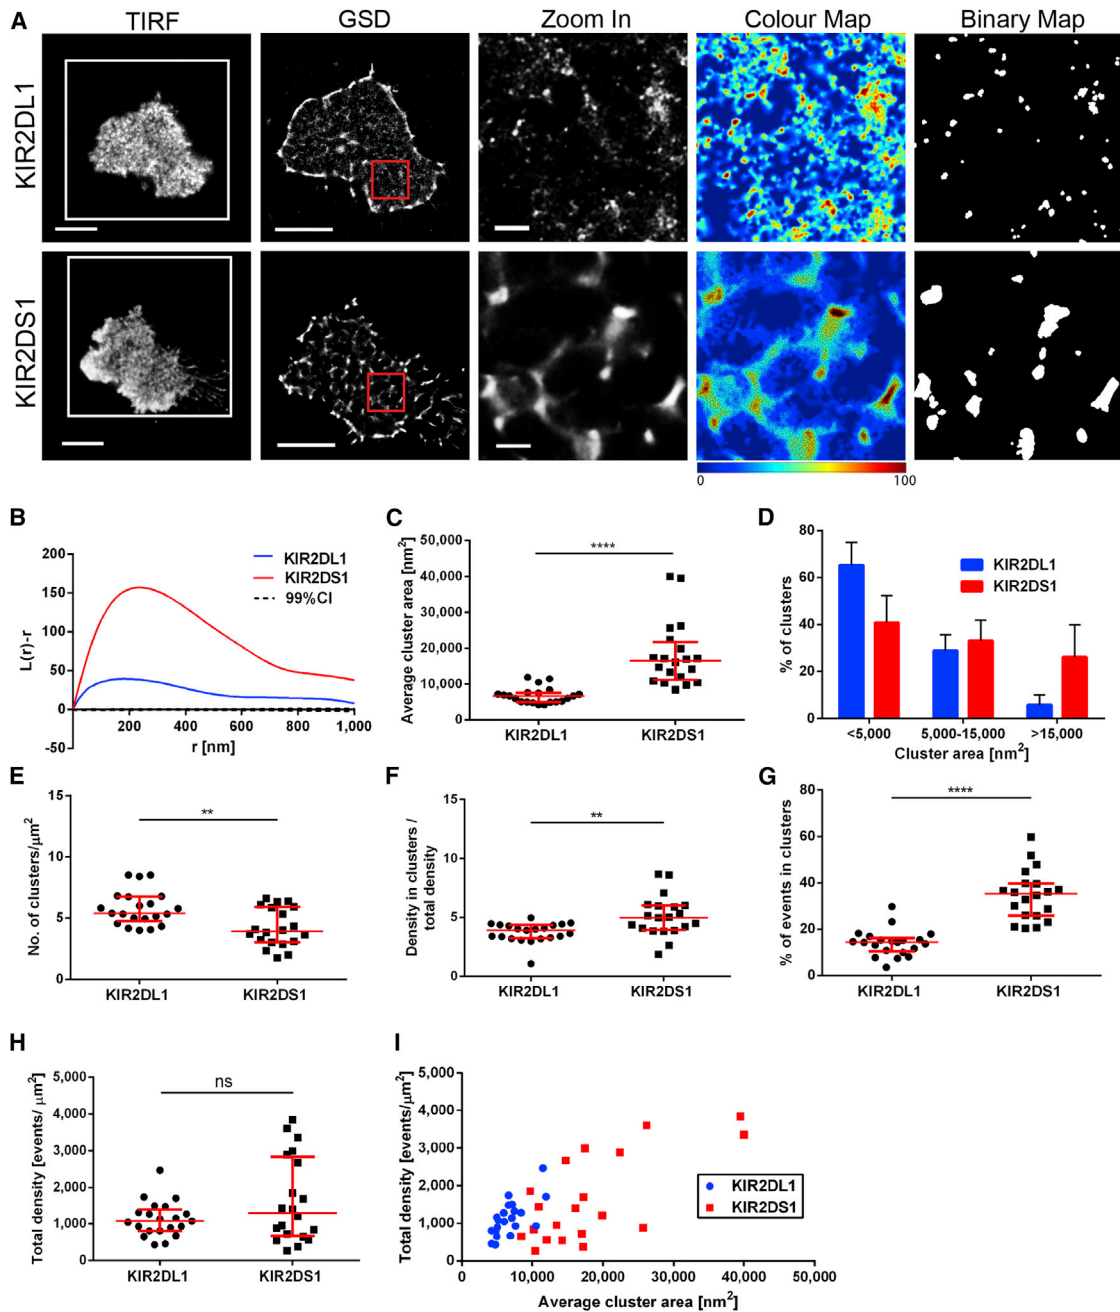 A
TIRF
GSD
Zoom In
Colour Map
Binary Map
KIR2DL1
KIR2DS1
0
100
B
200
150
100
50
0
-50
L(r)-r
KIR2DL1
KIR2DS1
99%CI
200
400
600
800
1,000
r [nm]
C
50,000
40,000
30,000
20,000
10,000
0
Average cluster area [nm²]
****
KIR2DL1
KIR2DS1
D
80
60
40
20
0
% of clusters
KIR2DL1
KIR2DS1
<5,000
5,000-15,000
>15,000
Cluster area [nm²]
E
15
10
5
0
No. of clusters/µm²
**
KIR2DL1
KIR2DS1
F
15
10
5
0
Density in clusters /
total density
**
KIR2DL1
KIR2DS1
G
80
60
40
20
0
% of events in clusters
****
KIR2DL1
KIR2DS1
H
5,000
4,000
3,000
2,000
1,000
0
Total density [events/ µm²]
ns
KIR2DL1
KIR2DS1
I
5,000
4,000
3,000
2,000
1,000
0
Total density [events/µm²]
KIR2DL1
KIR2DS1
0
10,000
20,000
30,000
40,000
50,000
Average cluster area [nm²]